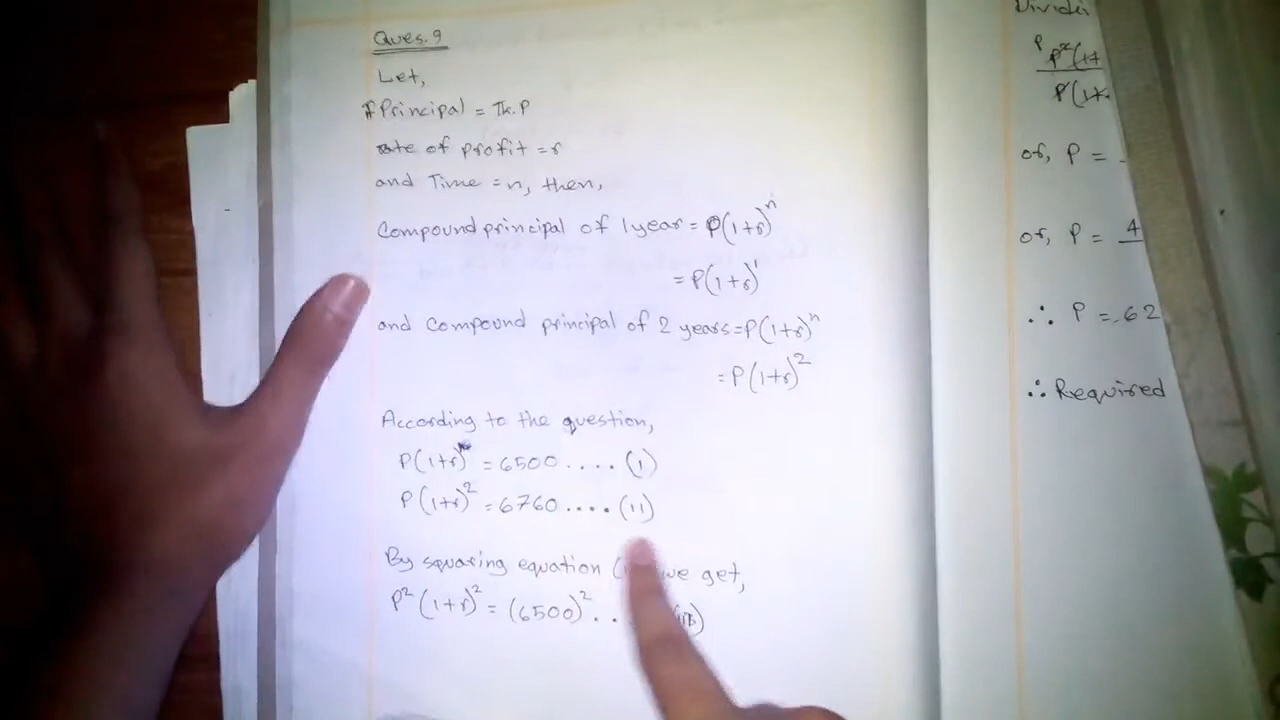 Ques. 9
Let,
Principal = Tk. P
rate of profit = r
and Time = n, then,
Compound principal of 1 year = P(1+r)^n
= P(1+r)^1
and compound principal of 2 years = P(1+r)^n
= P(1+r)^2
According to the question,
P(1+r) = 6500 .... (1)
P(1+r)^2 = 6760 .... (11)
By squaring equation we get,
P^2 (1+r)^2 = (6500)^2 ..
or, P =
or, P = 4
∴ P = 62
∴ Required